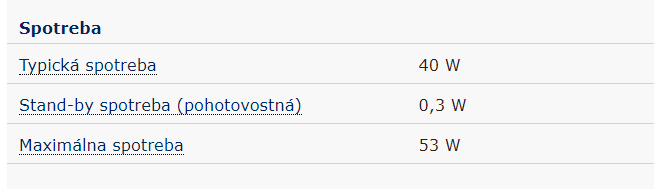 Spotreba
Typická spotreba 40 W
Stand-by spotreba (pohotovostná) 0,3 W
Maximálna spotreba 53 W